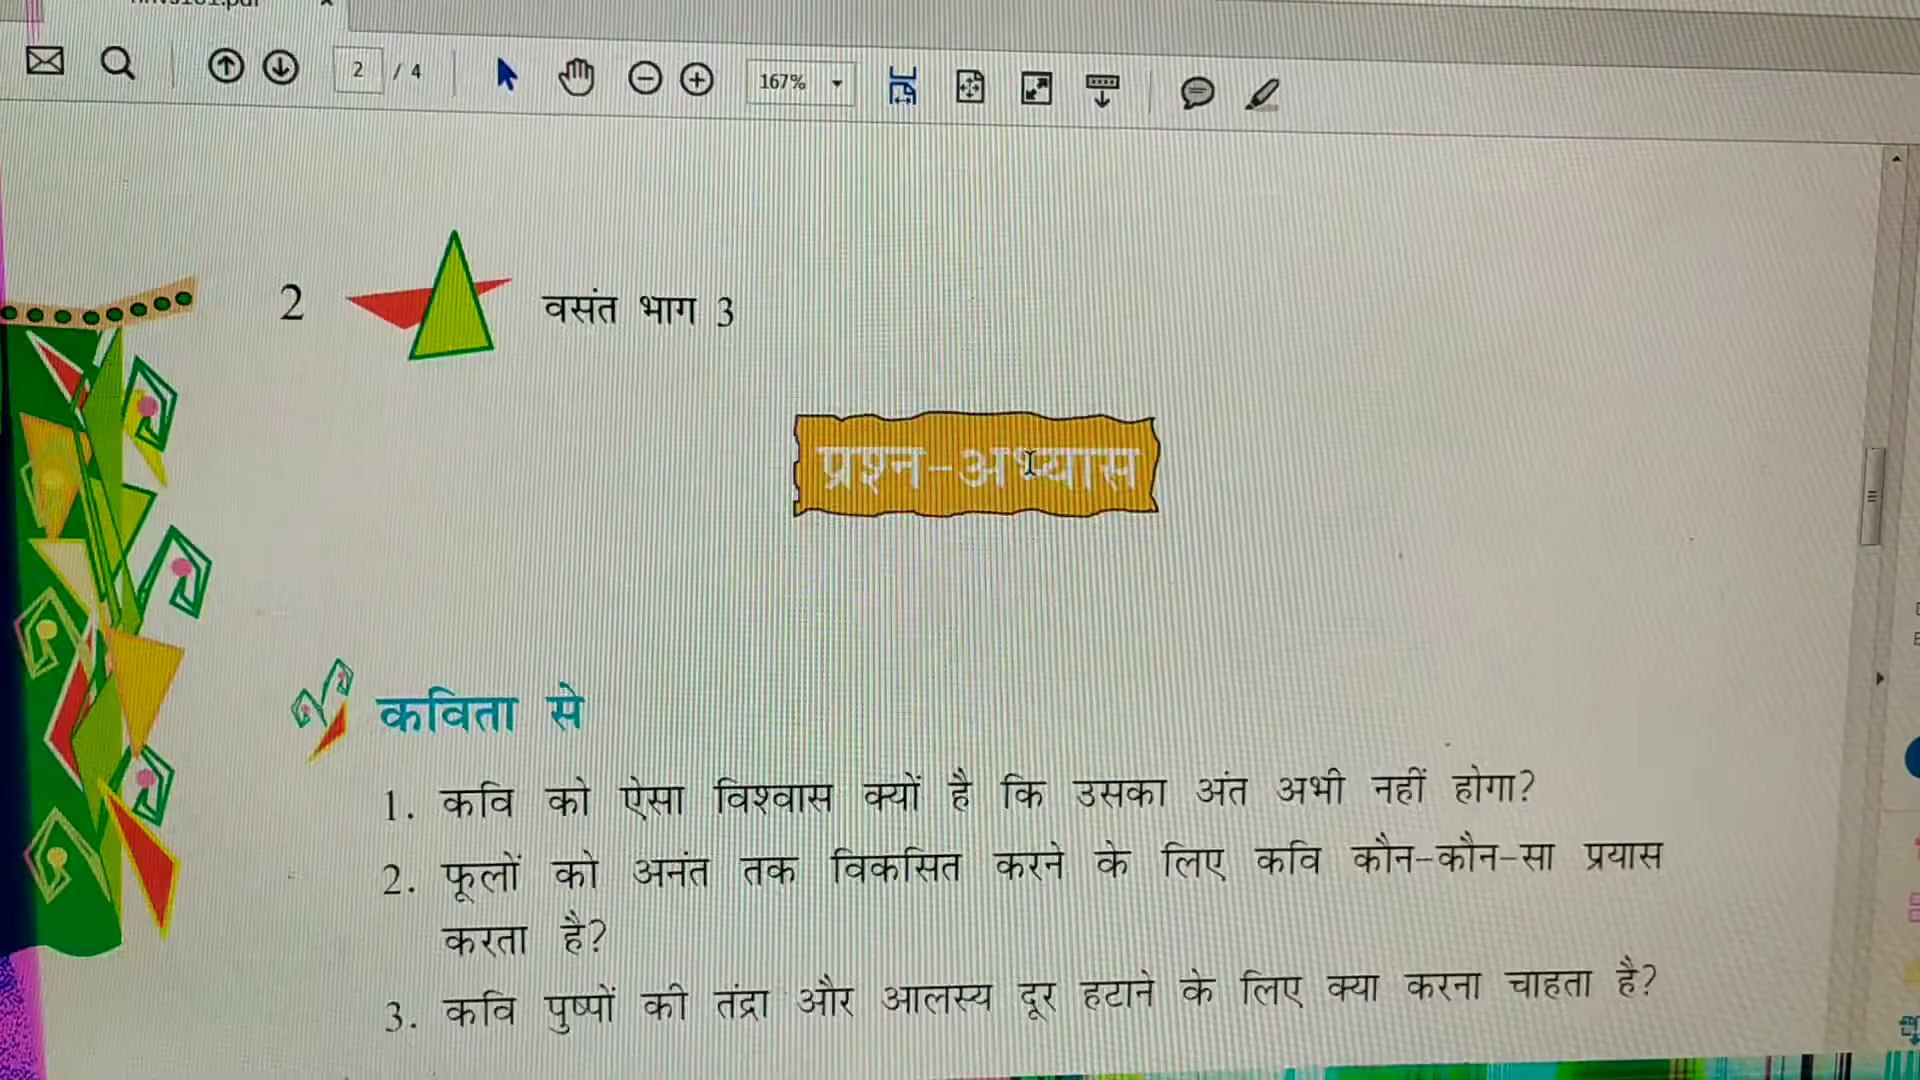 2 / 4
167%
2 वसंत भाग 3
प्रश्न-अभ्यास
कविता से
1. कवि को ऐसा विश्वास क्यों है कि उसका अंत अभी नहीं होगा?
2. फूलों को अनंत तक विकसित करने के लिए कवि कौन-कौन-सा प्रयास
करता है?
3. कवि पुष्पों की तंद्रा और आलस्य दूर हटाने के लिए क्या करना चाहता है?